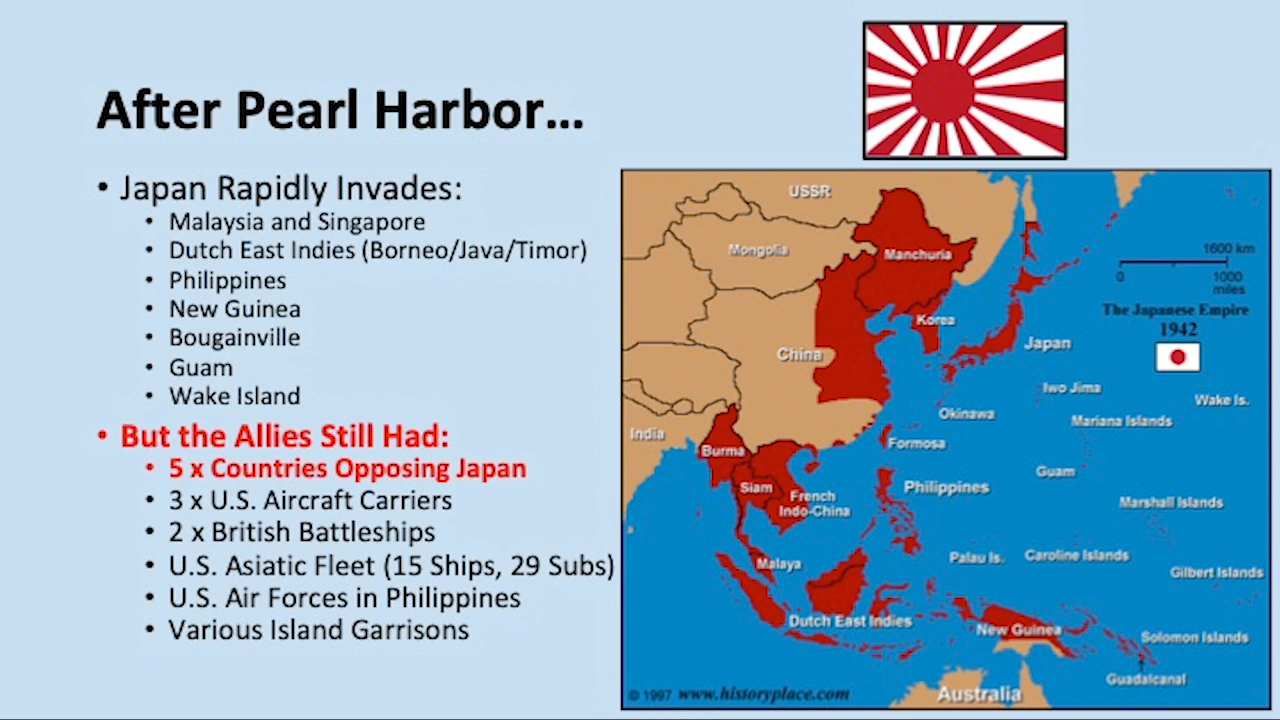 After Pearl Harbor...
• Japan Rapidly Invades:
• Malaysia and Singapore
• Dutch East Indies (Borneo/Java/Timor)
• Philippines
• New Guinea
• Bougainville
• Guam
• Wake Island
• But the Allies Still Had:
• 5 x Countries Opposing Japan
• 3 x U.S. Aircraft Carriers
• 2 x British Battleships
• U.S. Asiatic Fleet (15 Ships, 29 Subs)
• U.S. Air Forces in Philippines
• Various Island Garrisons
USSR
Mongolia
Manchuria
1600 km
0
1000
miles
The Japanese Empire
1942
Korea
Japan
China
Iwo Jima
Wake Is.
Okinawa
Mariana Islands
India
Formosa
Burma
Guam
Siam
Philippines
French
Indo-China
Marshall Islands
Palau Is.
Caroline Islands
Malaya
Gilbert Islands
Dutch East Indies
New Guinea
Solomon Islands
Guadalcanal
© 1997 www.historyplace.com
Australia